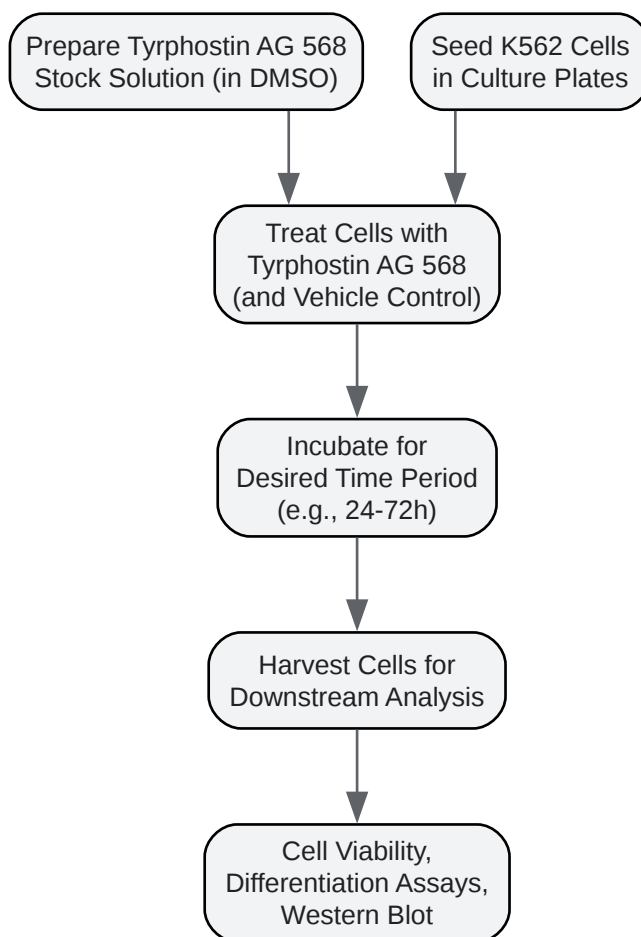 Prepare Tyrphostin AG 568
Stock Solution (in DMSO)
Seed K562 Cells
in Culture Plates
Treat Cells with
Tyrphostin AG 568
(and Vehicle Control)
Incubate for
Desired Time Period
(e.g., 24-72h)
Harvest Cells for
Downstream Analysis
Cell Viability,
Differentiation Assays,
Western Blot